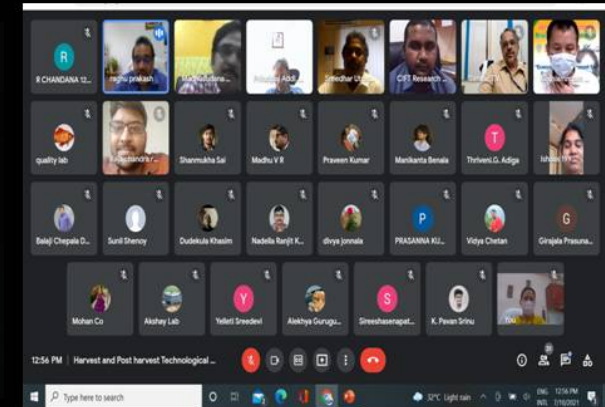 R
R CHANDANA 12...
raghu prakash
CIFT Research ...
quality lab
Shanmukha Sai
Madhu V R
Praveen Kumar
Manikanta Benala
T
Thriveni.G. Adiga
Balaji Chepala D...
Sunil Shenoy
Dudekula Khasim
Nadella Ranjit K...
divya jonnala
P
PRASANNA KU...
Vidya Chetan
G
Girajala Prasuna...
Mohan Co
Akshay Lab
Y
Yelleti Sreedevi
Alekhya Gurugu...
S
Sireeshasenapat...
K. Pavan Srinu
You
12:56 PM | Harvest and Post harvest Technological ...
Type here to search
32°C Light rain
ENG
INTL
12:56 PM
7/16/2021